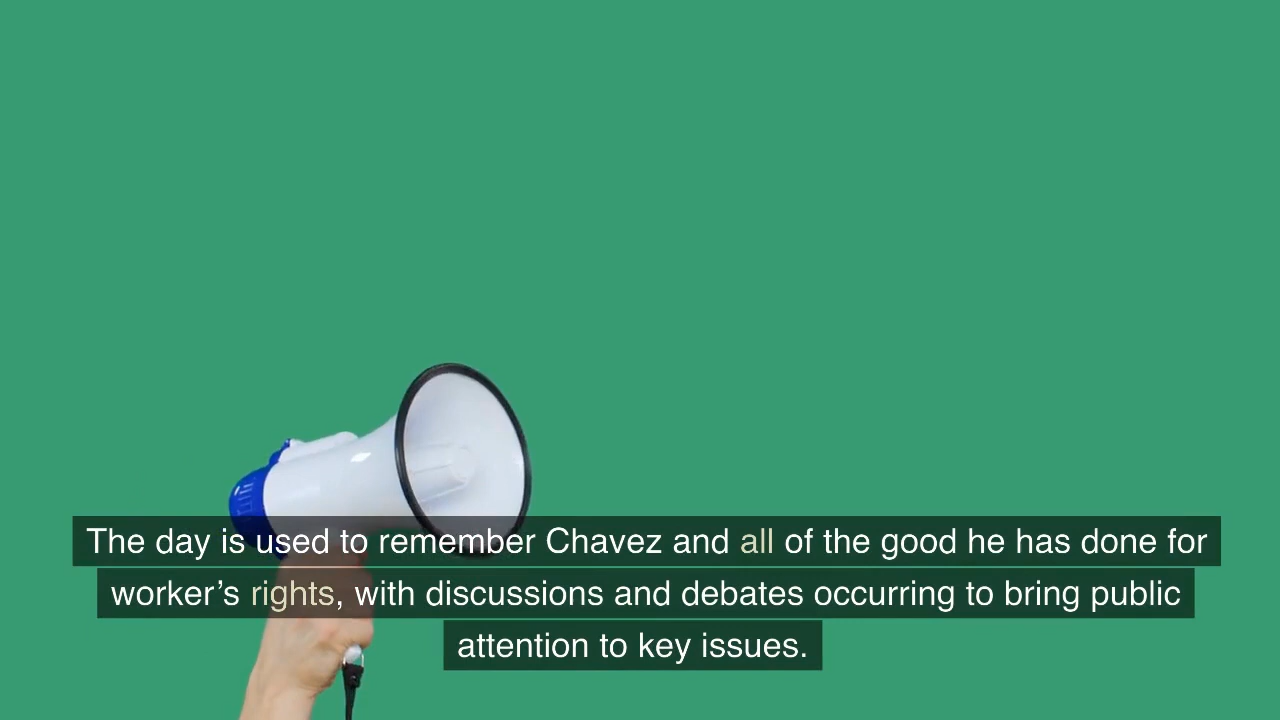 The day is used to remember Chavez and all of the good he has done for
worker’s rights, with discussions and debates occurring to bring public
attention to key issues.